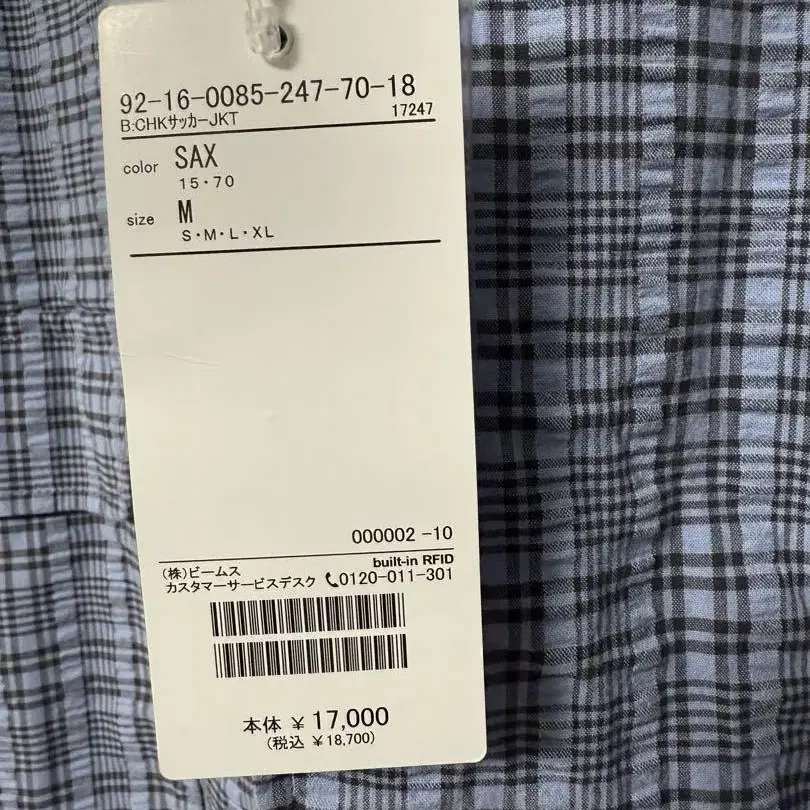 92-16-0085-247-70-18
B:CHKサッカーJKT 17247
color SAX
15・70
size M
S・M・L・XL
000002 -10
built-in RFID
(株)ビームス
カスタマーサービスデスク 0120-011-301
本体 ¥17,000
(税込 ¥18,700)